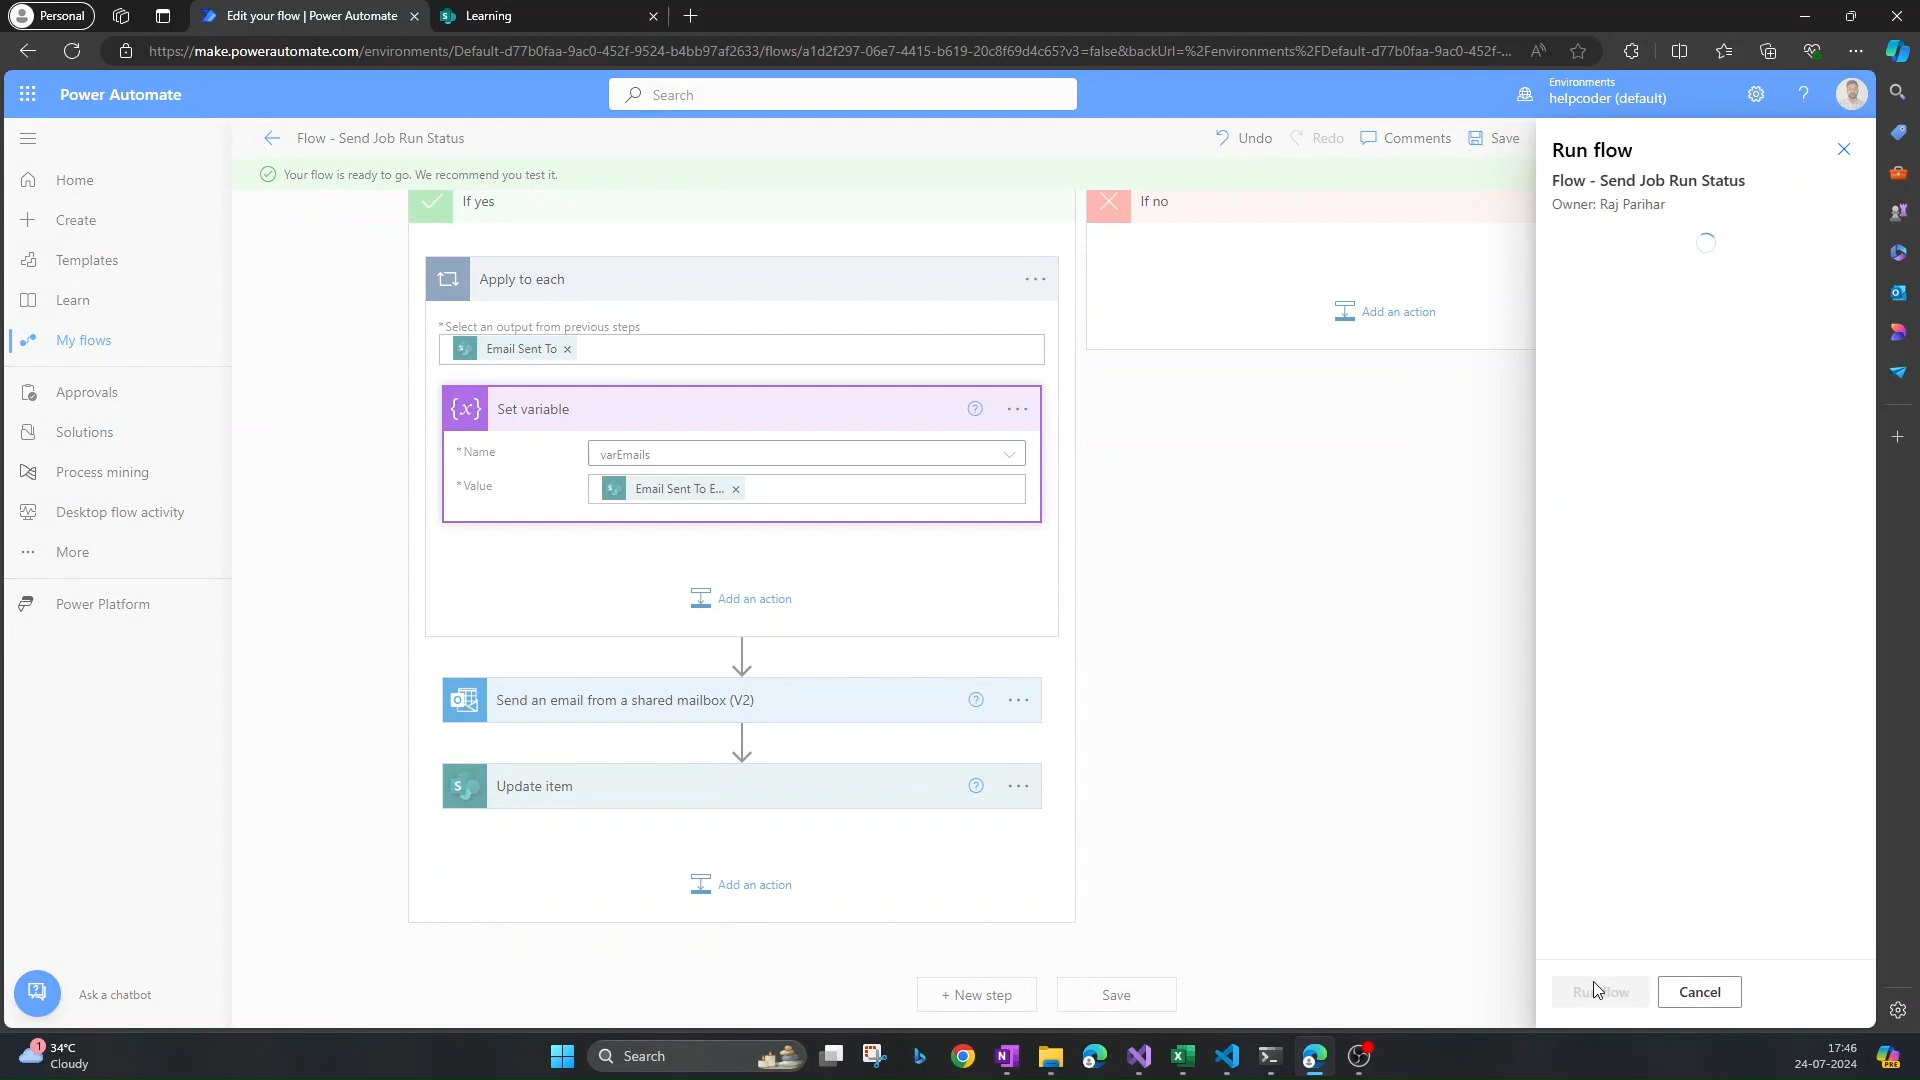 Personal
Edit your flow | Power Automate
Learning
https://make.powerautomate.com/environments/Default-d77b0faa-9ac0-452f-9524-b4bb97af2633/flows/a1d2f297-06e7-4415-b619-20c8f69d4c65?v3=false&backUrl=%2Fenvironments%2FDefault-d77b0faa-9ac0-452f-...
Power Automate
Search
Environments
helpcoder (default)
Flow - Send Job Run Status
Undo
Redo
Comments
Save
Your flow is ready to go. We recommend you test it.
Home
Create
Templates
Learn
My flows
Approvals
Solutions
Process mining
Desktop flow activity
More
Power Platform
Ask a chatbot
If yes
If no
Apply to each
* Select an output from previous steps
Email Sent To
Set variable
* Name
varEmails
* Value
Email Sent To E...
Add an action
Add an action
Send an email from a shared mailbox (V2)
Update item
Add an action
+ New step
Save
Run flow
Flow - Send Job Run Status
Owner: Raj Parihar
Cancel
1
34°C
Cloudy
Search
17:46
24-07-2024
PRE